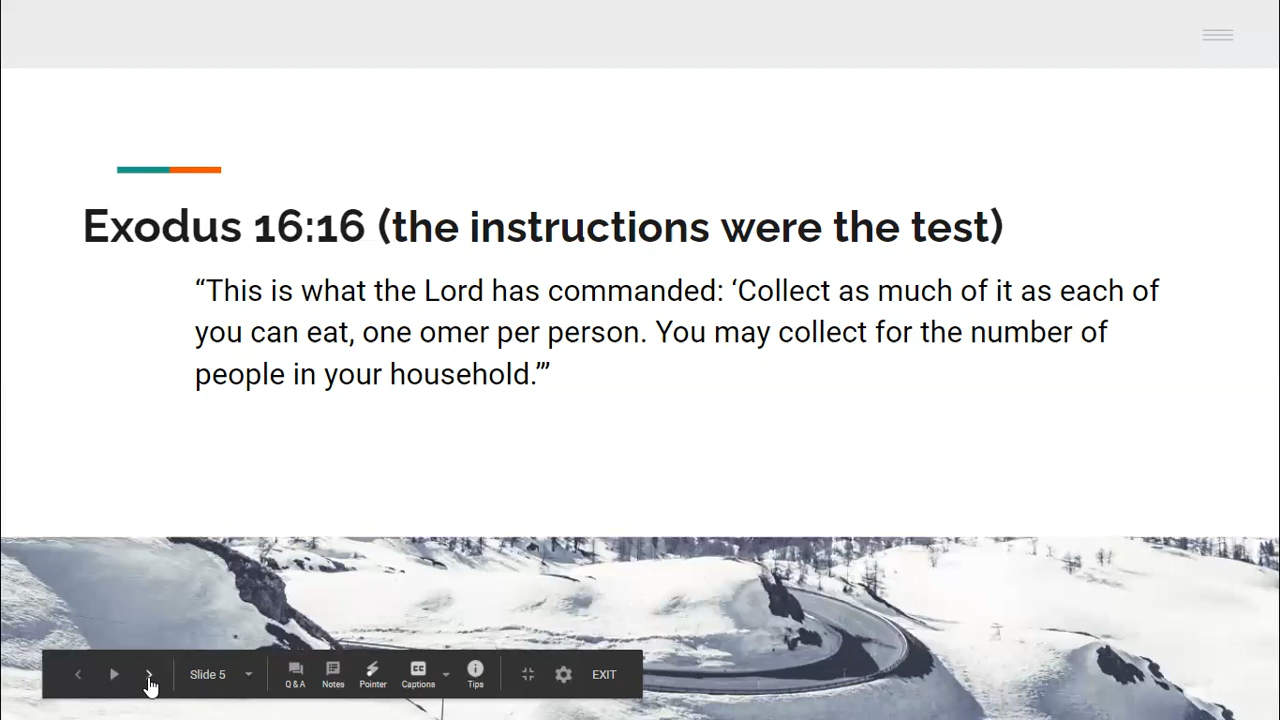 Exodus 16:16 (the instructions were the test)
“This is what the Lord has commanded: ‘Collect as much of it as each of
you can eat, one omer per person. You may collect for the number of
people in your household.’”
Slide 5
Q & A
Notes
Pointer
Captions
Tips
EXIT